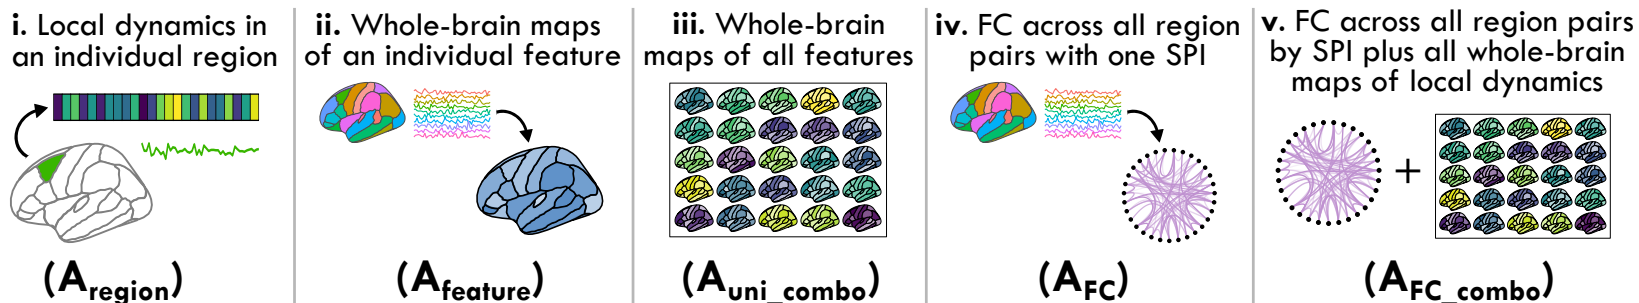 i. Local dynamics in
an individual region
(A_region)
ii. Whole-brain maps
of an individual feature
(A_feature)
iii. Whole-brain
maps of all features
(A_uni_combo)
iv. FC across all region
pairs with one SPI
(A_FC)
v. FC across all region pairs
by SPI plus all whole-brain
maps of local dynamics
+
(A_FC_combo)